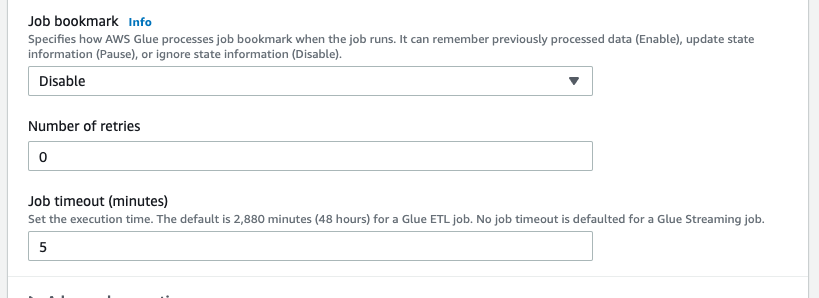 Job bookmark Info
Specifies how AWS Glue processes job bookmark when the job runs. It can remember previously processed data (Enable), update state
information (Pause), or ignore state information (Disable).
Disable
Number of retries
0
Job timeout (minutes)
Set the execution time. The default is 2,880 minutes (48 hours) for a Glue ETL job. No job timeout is defaulted for a Glue Streaming job.
5